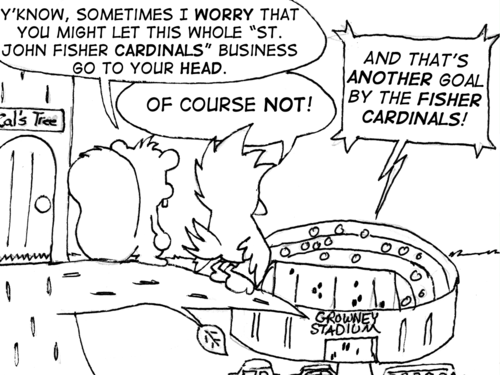 Y'KNOW, SOMETIMES I WORRY THAT
YOU MIGHT LET THIS WHOLE "ST.
JOHN FISHER CARDINALS" BUSINESS
GO TO YOUR HEAD.
OF COURSE NOT!
AND THAT'S
ANOTHER GOAL
BY THE FISHER
CARDINALS!
Cal's Tree
GROWNEY
STADIUM